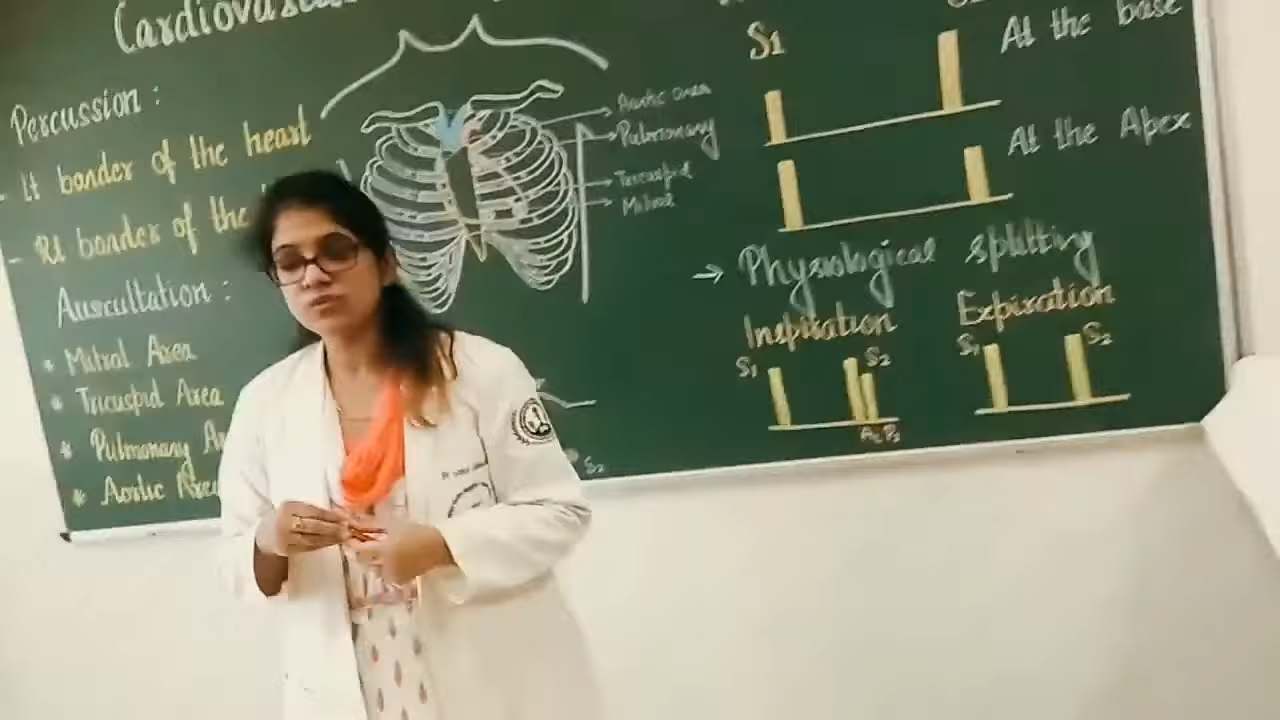 Cardiovascu
Percussion :
- lt border of the heart
- Rt border of the
Auscultation :
* Mitral Area
* Tricuspid Area
* Pulmonary A
* Aortic Area
Aortic area
Pulmonary
Tricuspid
Mitral
S2
S1
At the base
At the Apex
→ Physiological splitting
Inspiration
Expiration
S1 S2
A2 P2
S1 S2